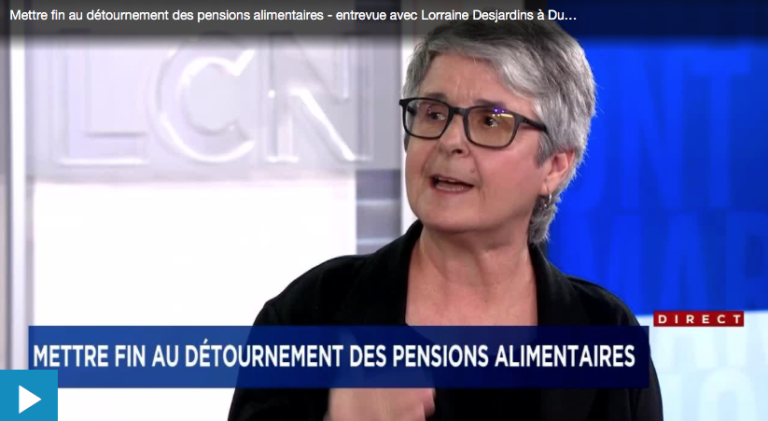 Mettre fin au détournement des pensions alimentaires - entrevue avec Lorraine Desjardins à Du…
LCN
DIRECT
METTRE FIN AU DÉTOURNEMENT DES PENSIONS ALIMENTAIRES